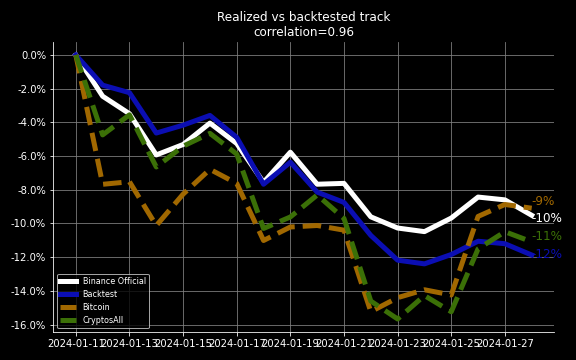 Realized vs backtested track
correlation=0.96
0.0%
-2.0%
-4.0%
-6.0%
-8.0%
-10.0%
-12.0%
-14.0%
-16.0%
-9%
-10%
-11%
-12%
Binance Official
Backtest
Bitcoin
CryptosAll
2024-01-11 2024-01-13 2024-01-15 2024-01-17 2024-01-19 2024-01-21 2024-01-23 2024-01-25 2024-01-27